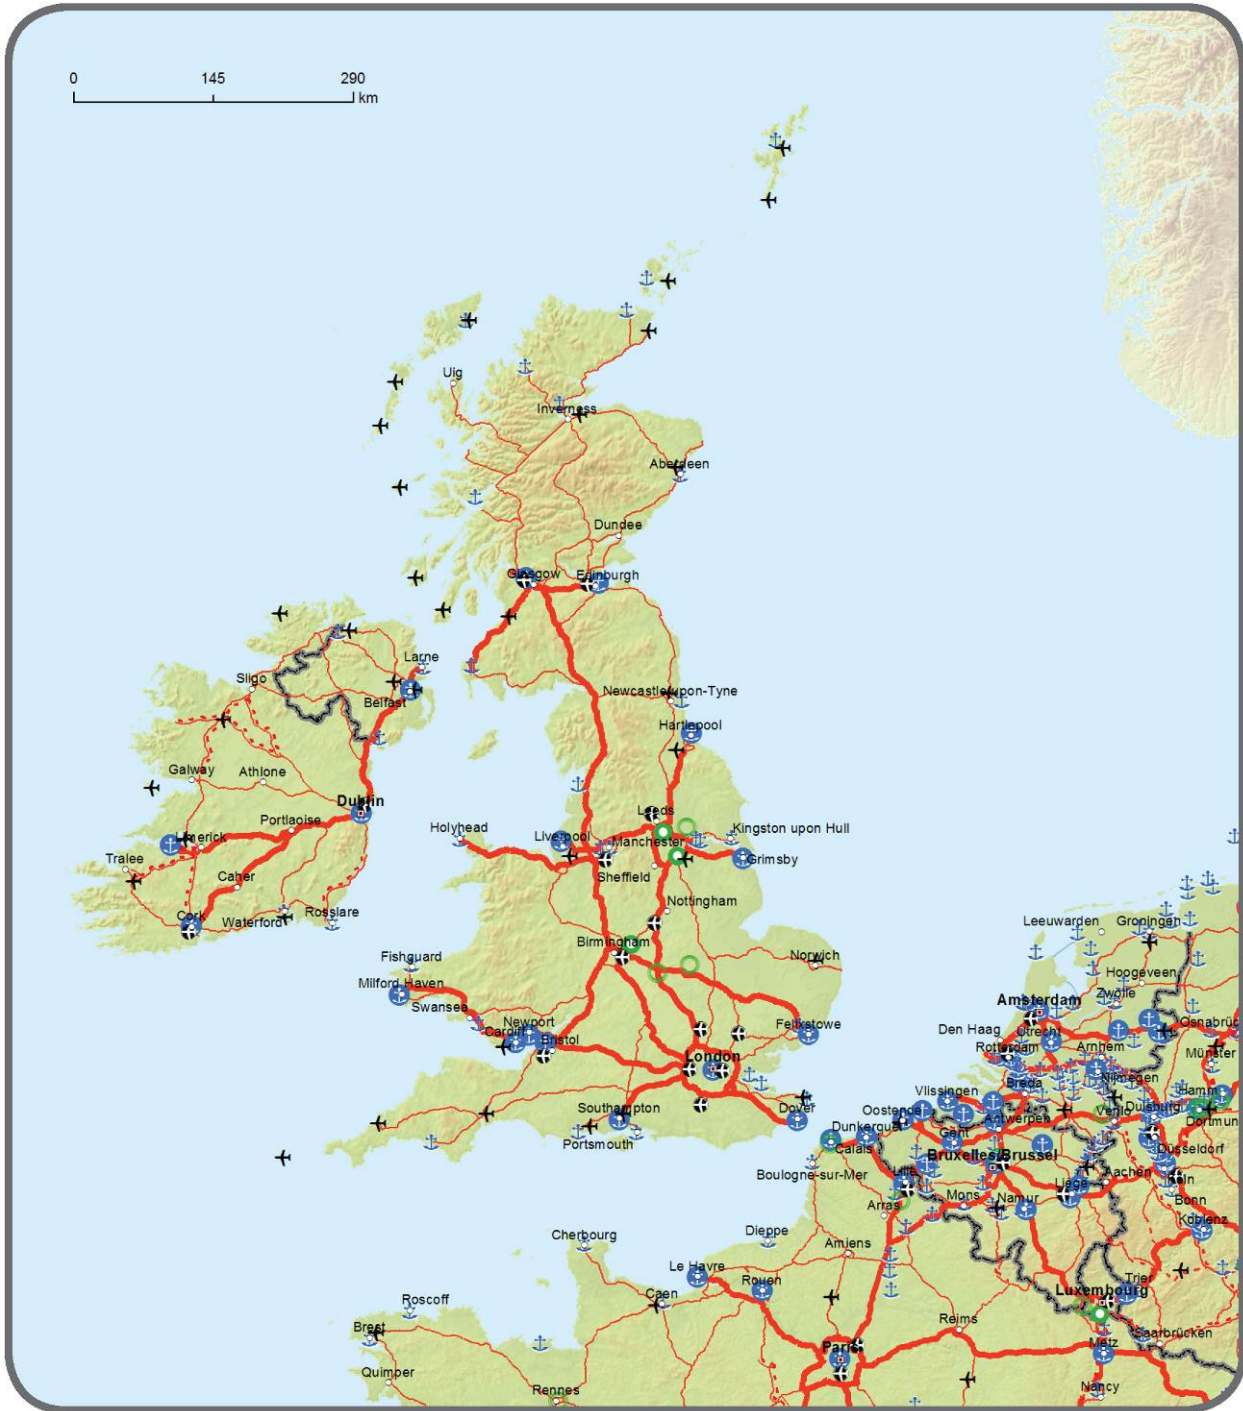 0 145 290
km
Uig
Inverness
Aberdeen
Dundee
Glasgow
Edinburgh
Larne
Sligo
Belfast
Newcastle-upon-Tyne
Hartlepool
Galway
Athlone
Dublin
Portlaoise
Limerick
Tralee
Caher
Cork
Waterford
Rosslare
Holyhead
Liverpool
Leeds
Manchester
Kingston upon Hull
Grimsby
Sheffield
Nottingham
Birmingham
Norwich
Fishguard
Milford Haven
Swansea
Cardiff
Newport
Bristol
London
Felixstowe
Southampton
Portsmouth
Dover
Leeuwarden
Groningen
Hoogeveen
Zwolle
Amsterdam
Den Haag
Utrecht
Osnabrüc
Rotterdam
Arnhem
Münster
Nijmegen
Breda
Vlissingen
Hamm
Oostende
Venlo
Duisburg
Dortmun
Antwerpen
Dunkerque
Gent
Calais
Bruxelles/Brussel
Düsseldorf
Boulogne-sur-Mer
Lille
Liège
Aachen
Köln
Mons
Namur
Bonn
Arras
Koblenz
Cherbourg
Dieppe
Amiens
Le Havre
Rouen
Trier
Luxembourg
Caen
Roscoff
Reims
Saarbrücken
Brest
Paris
Metz
Quimper
Rennes
Nancy